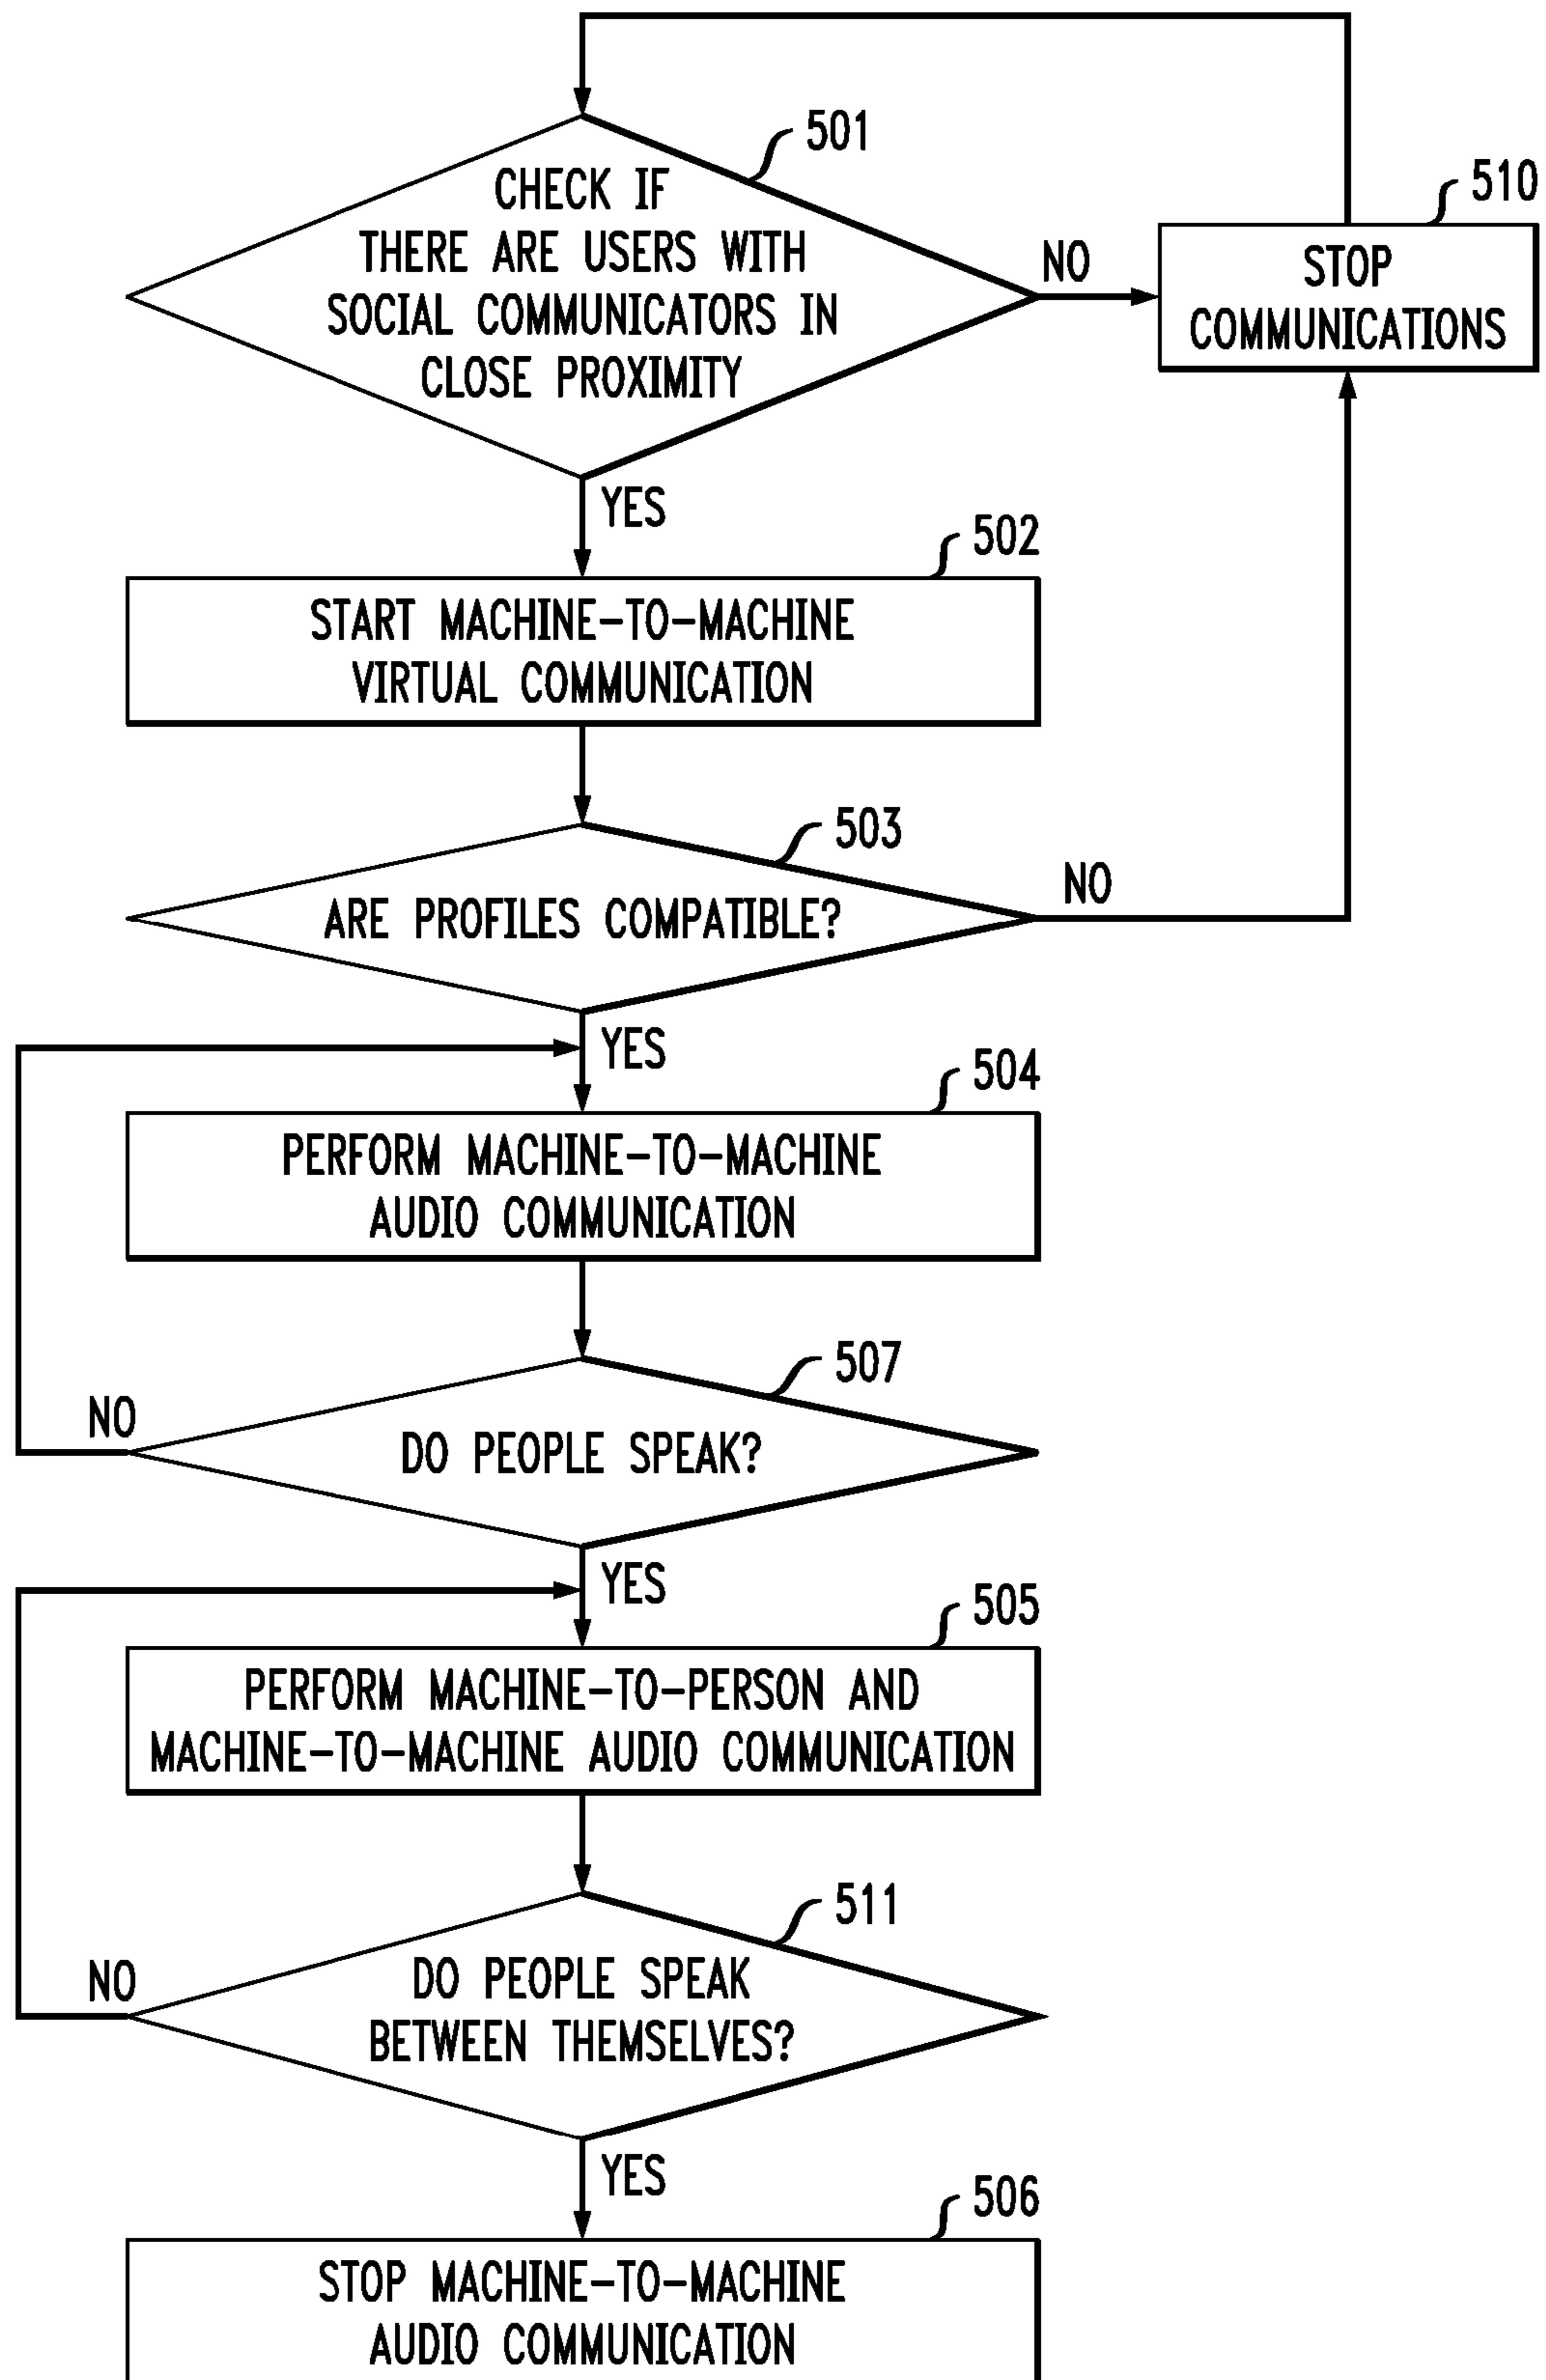 501
CHECK IF
THERE ARE USERS WITH
SOCIAL COMMUNICATORS IN
CLOSE PROXIMITY
NO
510
STOP
COMMUNICATIONS
YES
502
START MACHINE-TO-MACHINE
VIRTUAL COMMUNICATION
503
ARE PROFILES COMPATIBLE?
NO
YES
504
PERFORM MACHINE-TO-MACHINE
AUDIO COMMUNICATION
507
DO PEOPLE SPEAK?
NO
YES
505
PERFORM MACHINE-TO-PERSON AND
MACHINE-TO-MACHINE AUDIO COMMUNICATION
511
DO PEOPLE SPEAK
BETWEEN THEMSELVES?
NO
YES
506
STOP MACHINE-TO-MACHINE
AUDIO COMMUNICATION